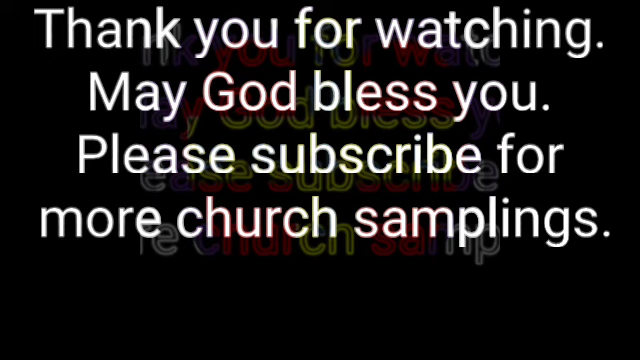 Thank you for watching.
May God bless you.
Please subscribe for
more church samplings.